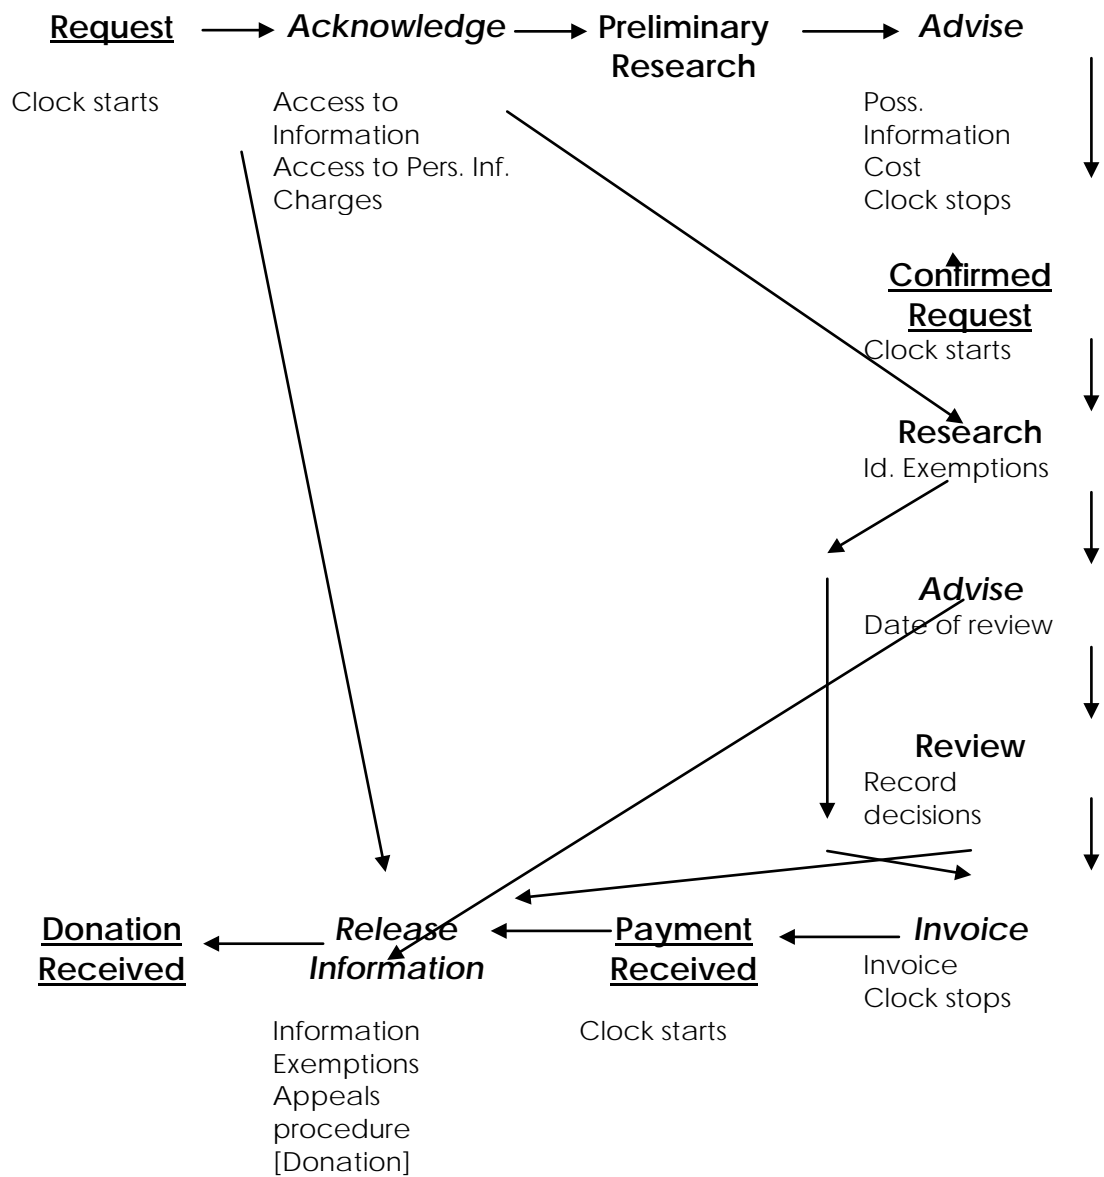 Request
Acknowledge
Preliminary
Research
Advise
Clock starts
Access to
Information
Access to Pers. Inf.
Charges
Poss.
Information
Cost
Clock stops
Confirmed
Request
Clock starts
Research
Id. Exemptions
Advise
Date of review
Review
Record
decisions
Donation
Received
Release
Information
Payment
Received
Invoice
Invoice
Clock stops
Information
Exemptions
Appeals
procedure
[Donation]
Clock starts